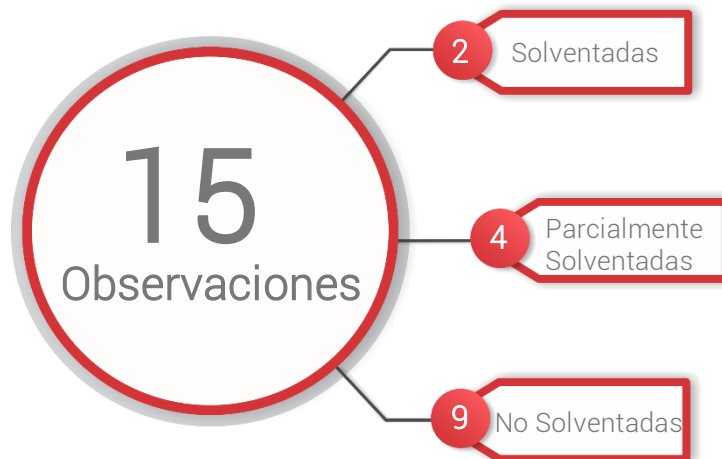 15
Observaciones
2
Solventadas
4
Parcialmente
Solventadas
9
No Solventadas